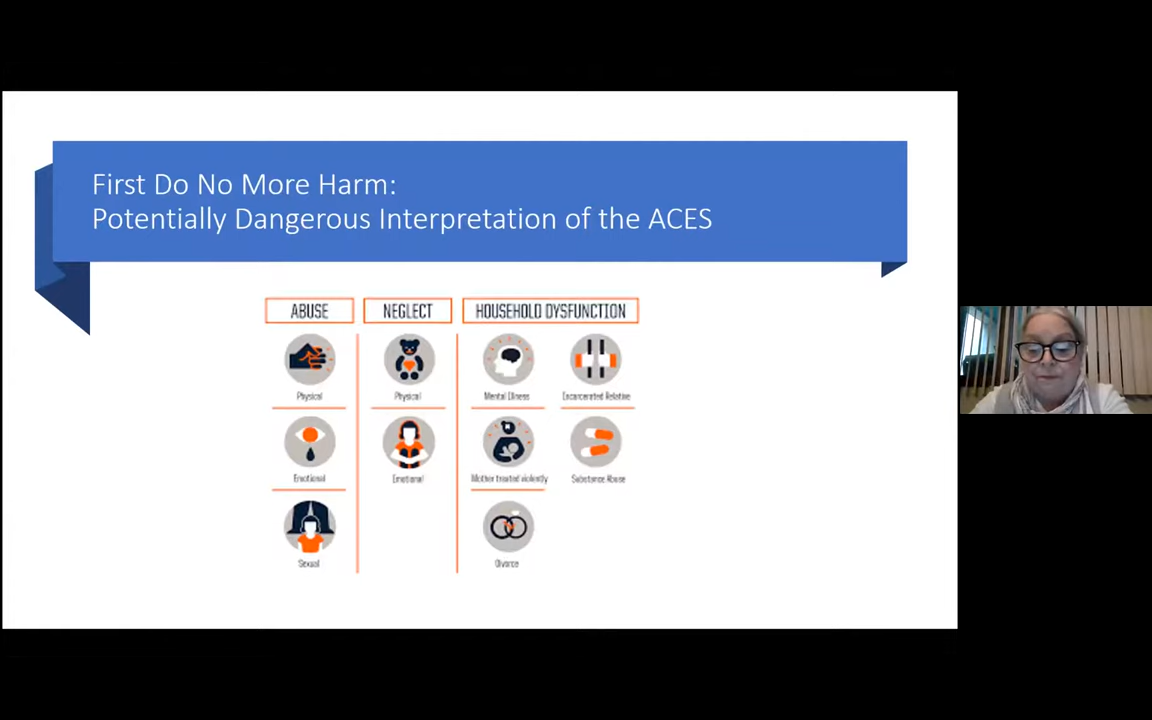 First Do No More Harm:
Potentially Dangerous Interpretation of the ACES
ABUSE
NEGLECT
HOUSEHOLD DYSFUNCTION
Physical
Physical
Mental Illness
Incarcerated Relative
Emotional
Emotional
Mother treated violently
Substance Abuse
Sexual
Divorce